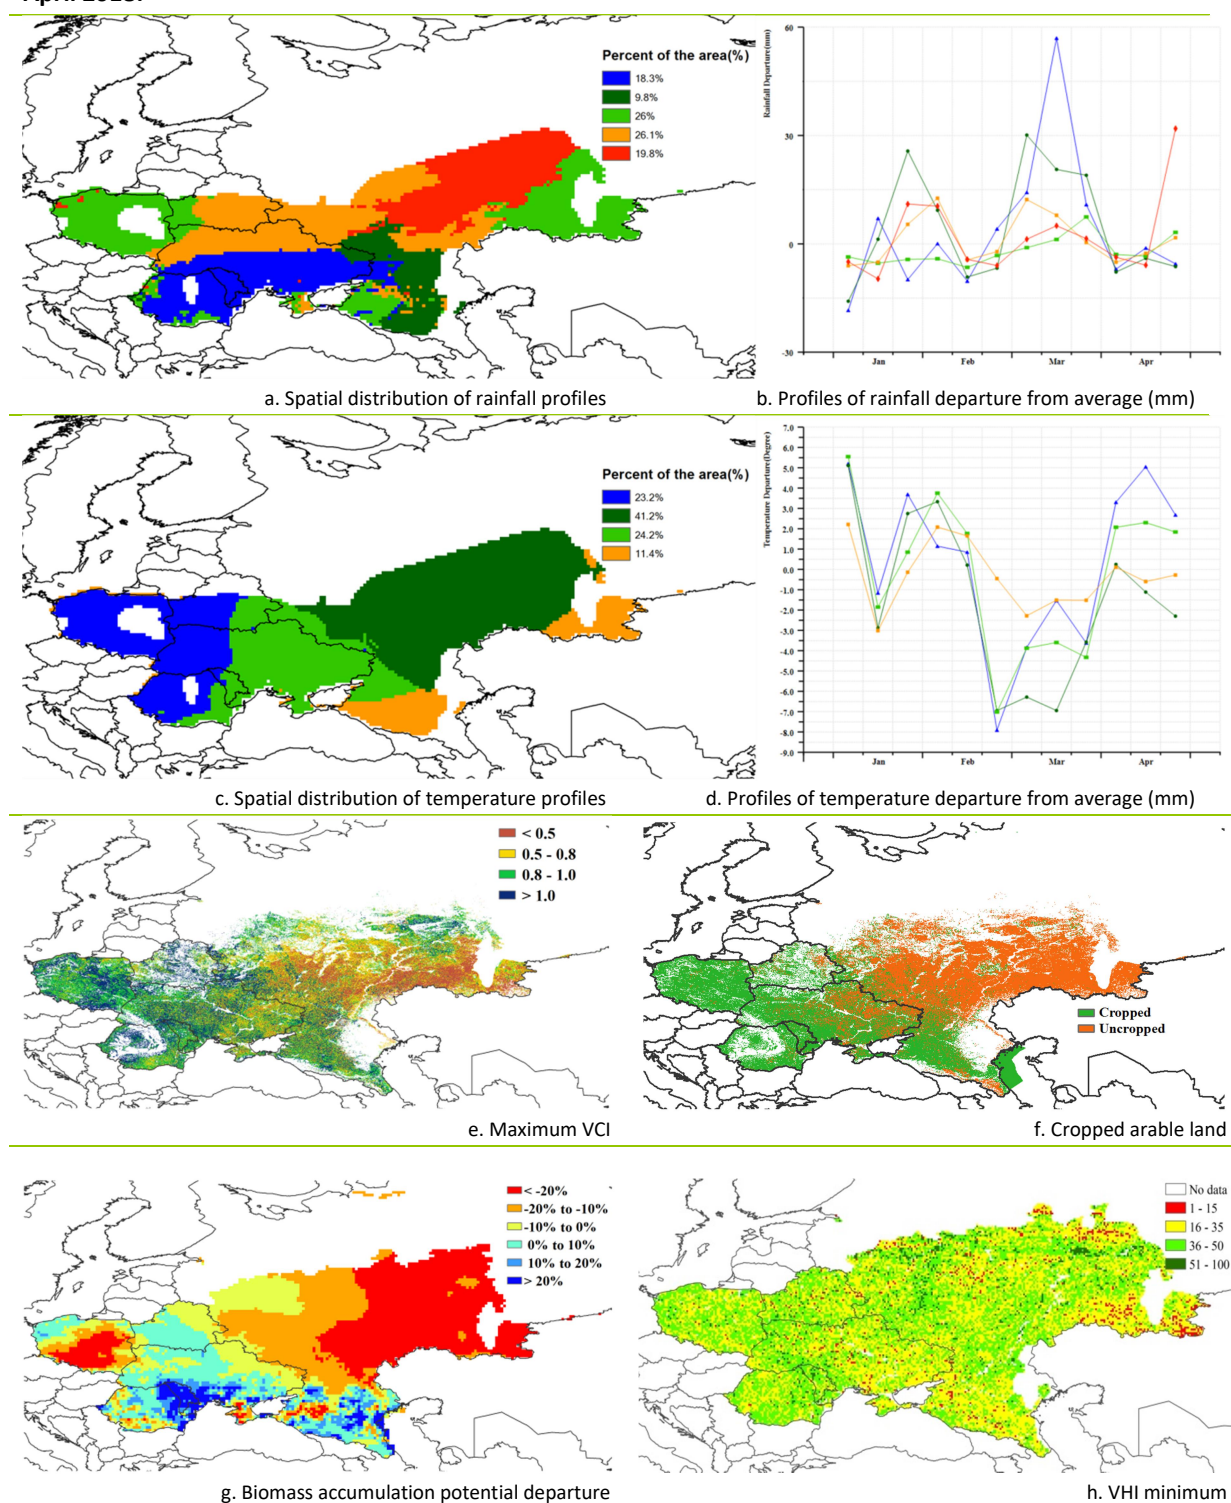 Percent of the area(%)
18.3%
9.8%
26%
26.1%
19.8%
Rainfall Departure(mm)
60
30
0
-30
Jan
Feb
Mar
Apr
a. Spatial distribution of rainfall profiles
b. Profiles of rainfall departure from average (mm)
Percent of the area(%)
23.2%
41.2%
24.2%
11.4%
Temperature Departure(Degree)
7.0
6.0
5.0
4.0
3.0
2.0
1.0
0.0
-1.0
-2.0
-3.0
-4.0
-5.0
-6.0
-7.0
-8.0
-9.0
Jan
Feb
Mar
Apr
c. Spatial distribution of temperature profiles
d. Profiles of temperature departure from average (mm)
< 0.5
0.5 - 0.8
0.8 - 1.0
> 1.0
Cropped
Uncropped
e. Maximum VCI
f. Cropped arable land
< -20%
-20% to -10%
-10% to 0%
0% to 10%
10% to 20%
> 20%
No data
1 - 15
16 - 35
36 - 50
51 - 100
g. Biomass accumulation potential departure
h. VHI minimum